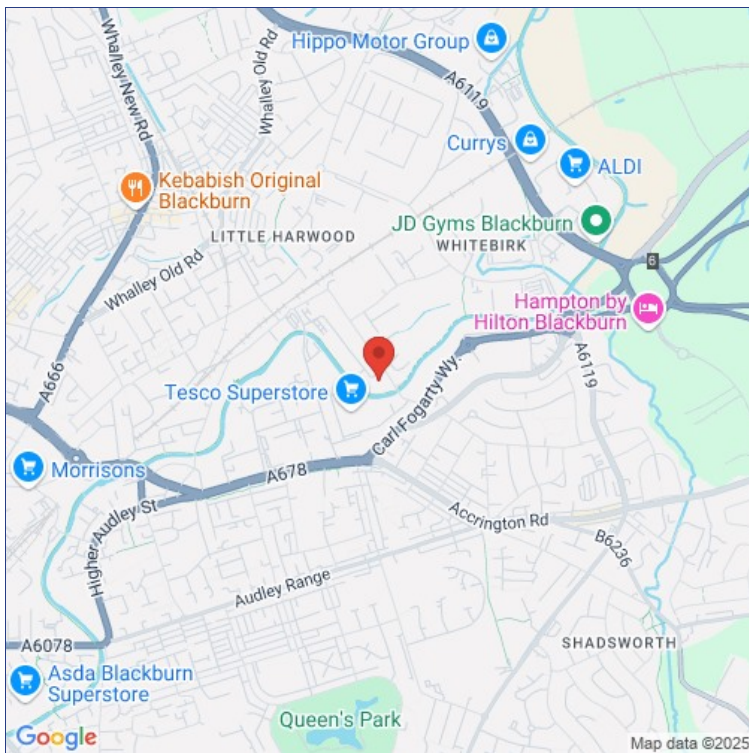 Hippo Motor Group
Whalley Old Rd
Whalley New Rd
A6119
Currys
ALDI
Kebabish Original
Blackburn
JD Gyms Blackburn
LITTLE HARWOOD
WHITEBIRK
6
Whalley Old Rd
Hampton by
Hilton Blackburn
A6119
A666
Tesco Superstore
Carl Fogarty Wy.
Morrisons
A678
Higher Audley St
Accrington Rd
B6236
Audley Range
A6078
SHADSWORTH
Asda Blackburn
Superstore
Queen's Park
Google
Map data ©2025